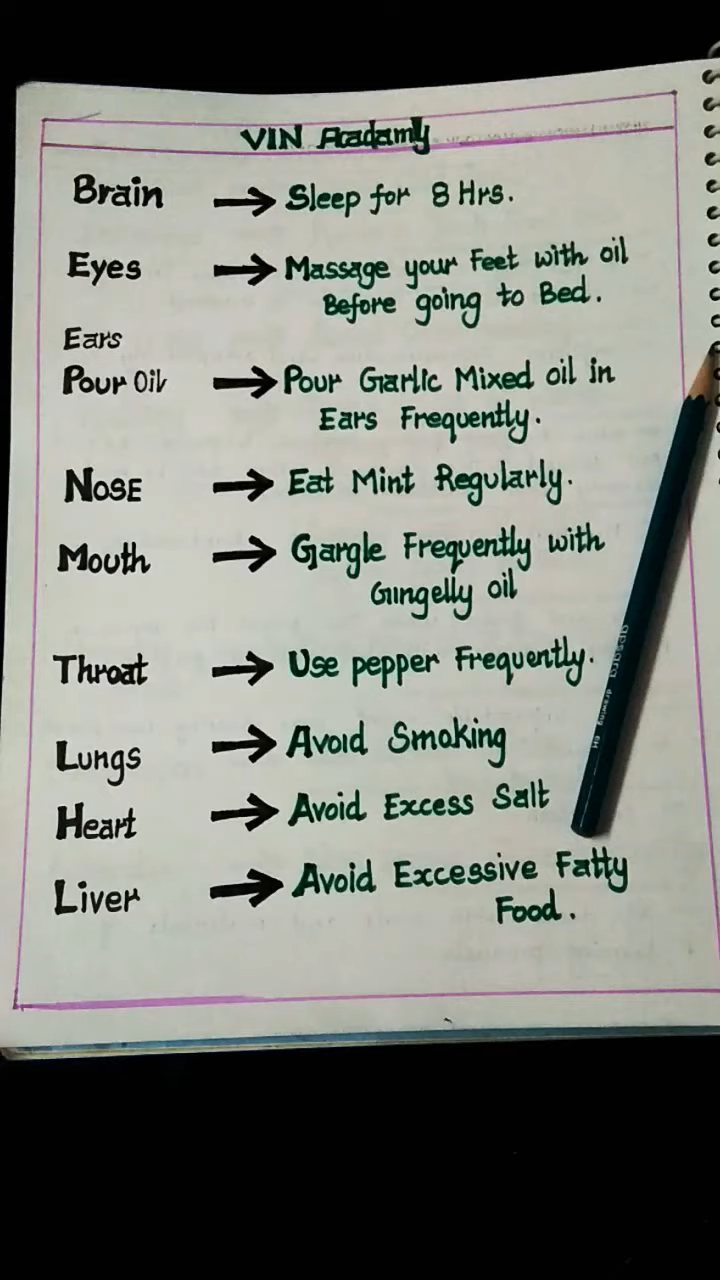 VIN Acadamy
Brain → Sleep for 8 Hrs.
Eyes → Massage your Feet with oil
Before going to Bed.
Ears
Pour Oil → Pour Garlic Mixed oil in
Ears Frequently.
NOSE → Eat Mint Regularly.
Mouth → Gargle Frequently with
Gingelly oil
Throat → Use pepper Frequently.
Lungs → Avoid Smoking
Heart → Avoid Excess Salt
Liver → Avoid Excessive Fatty
Food.